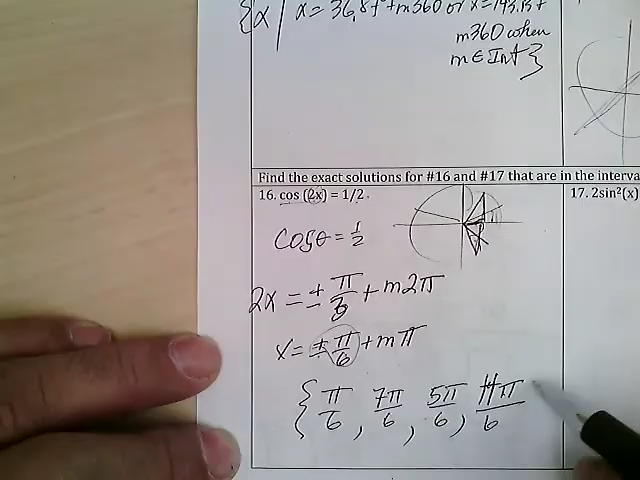 {x | x = 36.87 + m360 or x = 143.13 +
m360 when
m ∈ Int}
Find the exact solutions for #16 and #17 that are in the interva
16. cos (2x) = 1/2.
17. 2sin²(x)
cosθ = 1/2
2x = ± π/3 + m2π
x = ± π/6 + mπ
{ π/6 , 7π/6 , 5π/6 , 11π/6